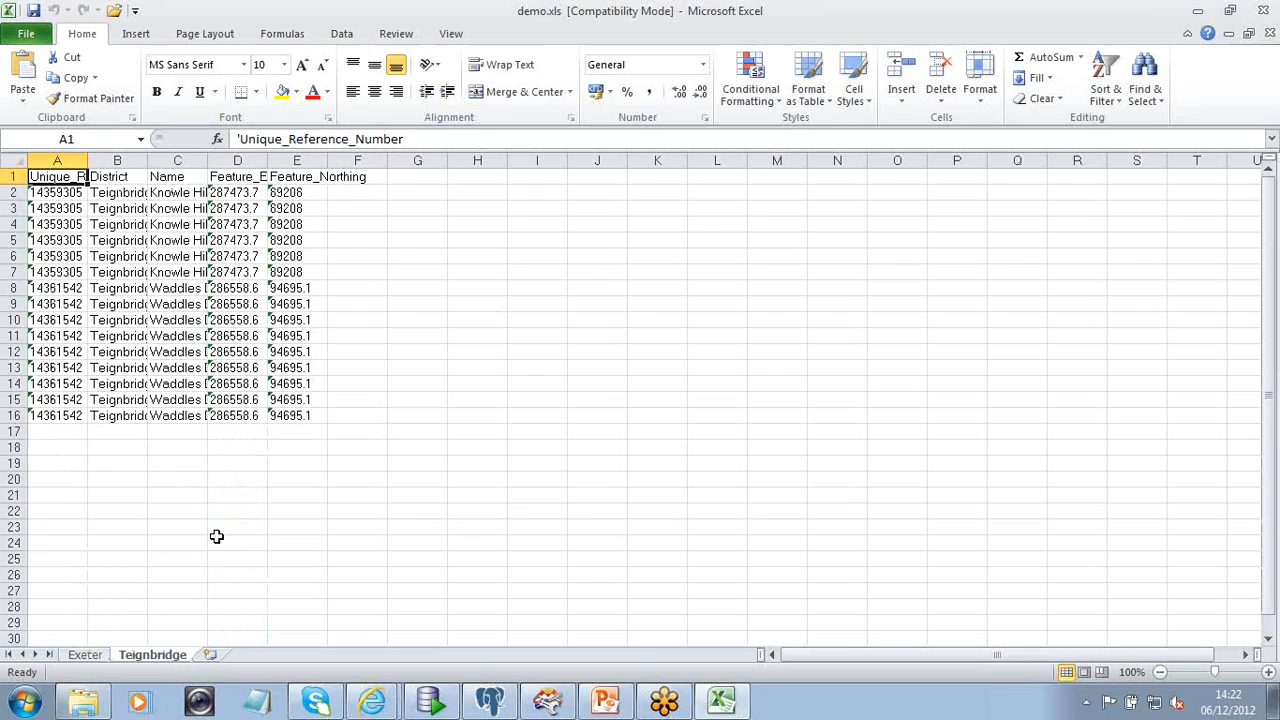 demo.xls [Compatibility Mode] - Microsoft Excel
File Home Insert Page Layout Formulas Data Review View
Paste
Cut
Copy
Format Painter
Clipboard
MS Sans Serif 10
B I U
Font
Wrap Text
Merge & Center
Alignment
General
Number
Conditional Formatting
Format as Table
Cell Styles
Styles
Insert Delete Format
Cells
AutoSum
Fill
Clear
Sort & Filter
Find & Select
Editing
A1 fx 'Unique_Reference_Number
A B C D E F G H I J K L M N O P Q R S T U
1 Unique_R District Name Feature_E Feature_Northing
2 14359305 Teignbridg Knowle Hil 287473.7 89208
3 14359305 Teignbridg Knowle Hil 287473.7 89208
4 14359305 Teignbridg Knowle Hil 287473.7 89208
5 14359305 Teignbridg Knowle Hil 287473.7 89208
6 14359305 Teignbridg Knowle Hil 287473.7 89208
7 14359305 Teignbridg Knowle Hil 287473.7 89208
8 14361542 Teignbridg Waddles 286558.6 94695.1
9 14361542 Teignbridg Waddles 286558.6 94695.1
10 14361542 Teignbridg Waddles 286558.6 94695.1
11 14361542 Teignbridg Waddles 286558.6 94695.1
12 14361542 Teignbridg Waddles 286558.6 94695.1
13 14361542 Teignbridg Waddles 286558.6 94695.1
14 14361542 Teignbridg Waddles 286558.6 94695.1
15 14361542 Teignbridg Waddles 286558.6 94695.1
16 14361542 Teignbridg Waddles 286558.6 94695.1
17
18
19
20
21
22
23
24
25
26
27
28
29
30
Exeter Teignbridge
Ready 100%
14:22
06/12/2012